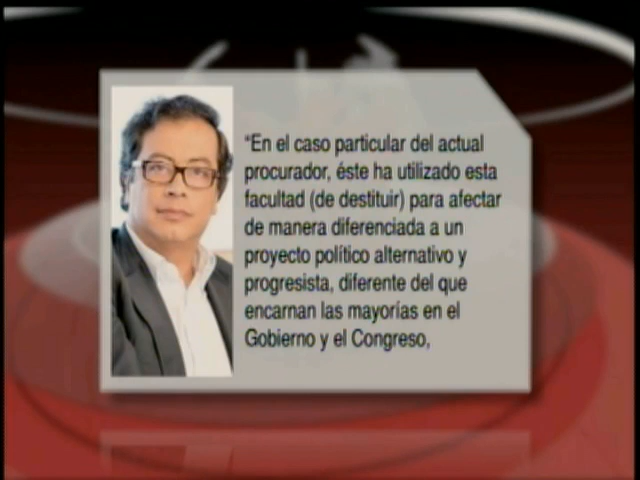 “En el caso particular del actual
procurador, éste ha utilizado esta
facultad (de destituir) para afectar
de manera diferenciada a un
proyecto político alternativo y
progresista, diferente del que
encarnan las mayorías en el
Gobierno y el Congreso,